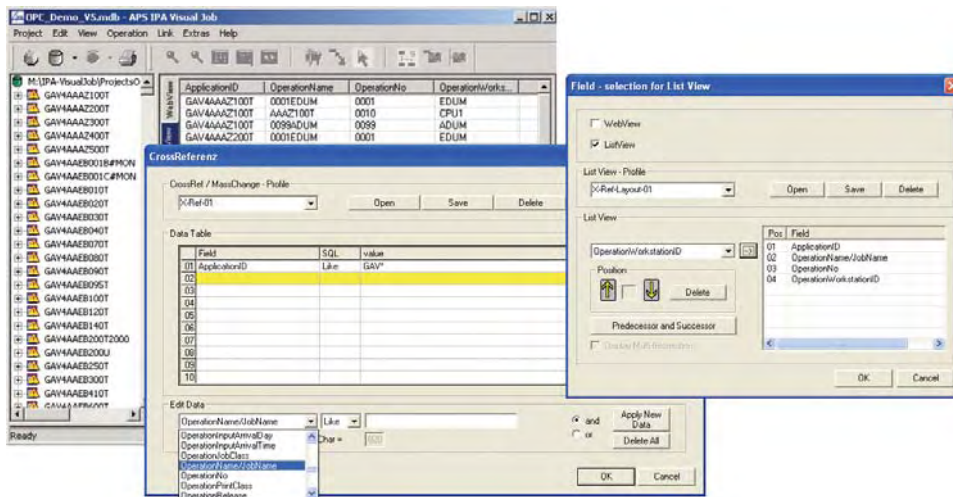 OPC_Demo_V5.mdb - APS IPA Visual Job
Project Edit View Operation Link Extras Help
M:\IPA-VisualJob\ProjectsO
GAV4AAAZ100T
GAV4AAAZ200T
GAV4AAAZ300T
GAV4AAAZ400T
GAV4AAAZ500T
GAV4AAEB001B#MON
GAV4AAEB001C#MON
GAV4AAEB010T
GAV4AAEB020T
GAV4AAEB030T
GAV4AAEB040T
GAV4AAEB070T
GAV4AAEB080T
GAV4AAEB090T
GAV4AAEB095T
GAV4AAEB100T
GAV4AAEB120T
GAV4AAEB140T
GAV4AAEB200T2000
GAV4AAEB200U
GAV4AAEB250T
GAV4AAEB300T
GAV4AAEB410T
GAV4AAEB600T
Ready
WebView
ApplicationID OperationName OperationNo OperationWorks...
GAV4AAAZ100T 0001EDUM 0001 EDUM
GAV4AAAZ100T AAAZ100T 0010 CPU1
GAV4AAAZ100T 0099ADUM 0099 ADUM
GAV4AAAZ200T 0001EDUM 0001 EDUM
CrossReferenz
CrossRef / MassChange - Profile
X-Ref-01 Open Save Delete
Data Table
Field SQL value
01 ApplicationID Like GAV*
02
03
04
05
06
07
08
09
10
Edit Data
OperationName/JobName Like and Apply New Data
Char = or Delete All
OperationInputArrivalDay
OperationInputArrivalTime
OperationJobClass
OperationName/JobName
OperationNo
OperationPrintClass
OperationRelease
OK Cancel
Field - selection for List View
WebView
ListView
List View - Profile
X-Ref-Layout-01 Open Save Delete
List View
OperationWorkstationID
Position
Delete
Predecessor and Successor
Pos Field
01 ApplicationID
02 OperationName/JobName
03 OperationNo
04 OperationWorkstationID
OK Cancel